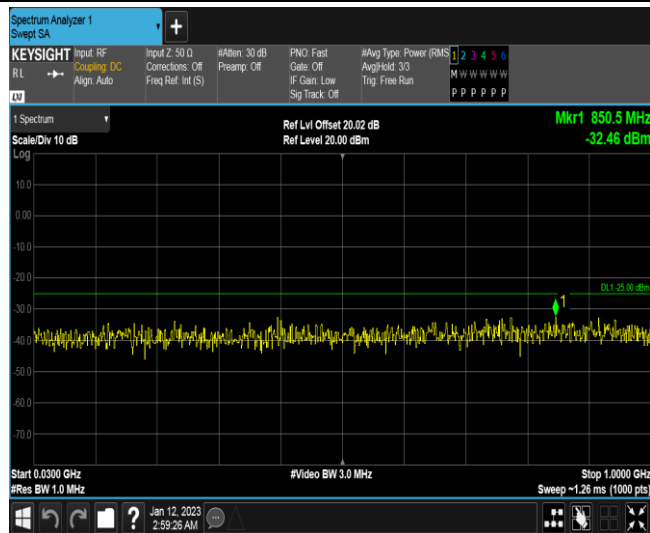 Spectrum Analyzer 1
Swept SA
+
KEYSIGHT
RL
Input: RF
Coupling: DC
Align: Auto
Input Z: 50 Ω
Corrections: Off
Freq Ref: Int (S)
#Atten: 30 dB
Preamp: Off
PNO: Fast
Gate: Off
IF Gain: Low
Sig Track: Off
#Avg Type: Power (RMS
Avg|Hold: 3/3
Trig: Free Run
1 2 3 4 5 6
M W W W W W
P P P P P P
1 Spectrum
Scale/Div 10 dB
Log
Ref Lvl Offset 20.02 dB
Ref Level 20.00 dBm
Mkr1 850.5 MHz
-32.46 dBm
10.0
0.00
-10.0
-20.0
DL1 -25.00 dBm
1
-30.0
-40.0
-50.0
-60.0
-70.0
Start 0.0300 GHz
#Res BW 1.0 MHz
#Video BW 3.0 MHz
Stop 1.0000 GHz
Sweep ~1.26 ms (1000 pts)
?
Jan 12, 2023
2:59:26 AM